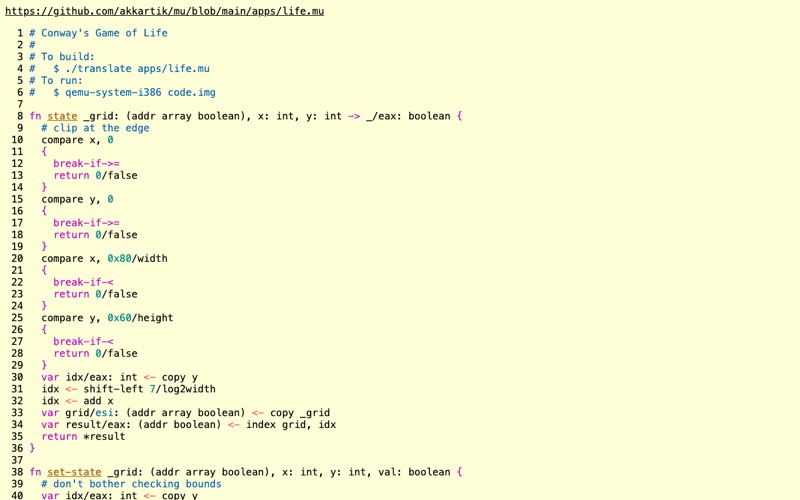 https://github.com/akkartik/mu/blob/main/apps/life.mu
1 # Conway's Game of Life
2 #
3 # To build:
4 #   $ ./translate apps/life.mu
5 # To run:
6 #   $ qemu-system-i386 code.img
7
8 fn state _grid: (addr array boolean), x: int, y: int -> _/eax: boolean {
9   # clip at the edge
10   compare x, 0
11   {
12     break-if->=
13     return 0/false
14   }
15   compare y, 0
16   {
17     break-if->=
18     return 0/false
19   }
20   compare x, 0x80/width
21   {
22     break-if-<
23     return 0/false
24   }
25   compare y, 0x60/height
26   {
27     break-if-<
28     return 0/false
29   }
30   var idx/eax: int <- copy y
31   idx <- shift-left 7/log2width
32   idx <- add x
33   var grid/esi: (addr array boolean) <- copy _grid
34   var result/eax: (addr boolean) <- index grid, idx
35   return *result
36 }
37
38 fn set-state _grid: (addr array boolean), x: int, y: int, val: boolean {
39   # don't bother checking bounds
40   var idx/eax: int <- copy y